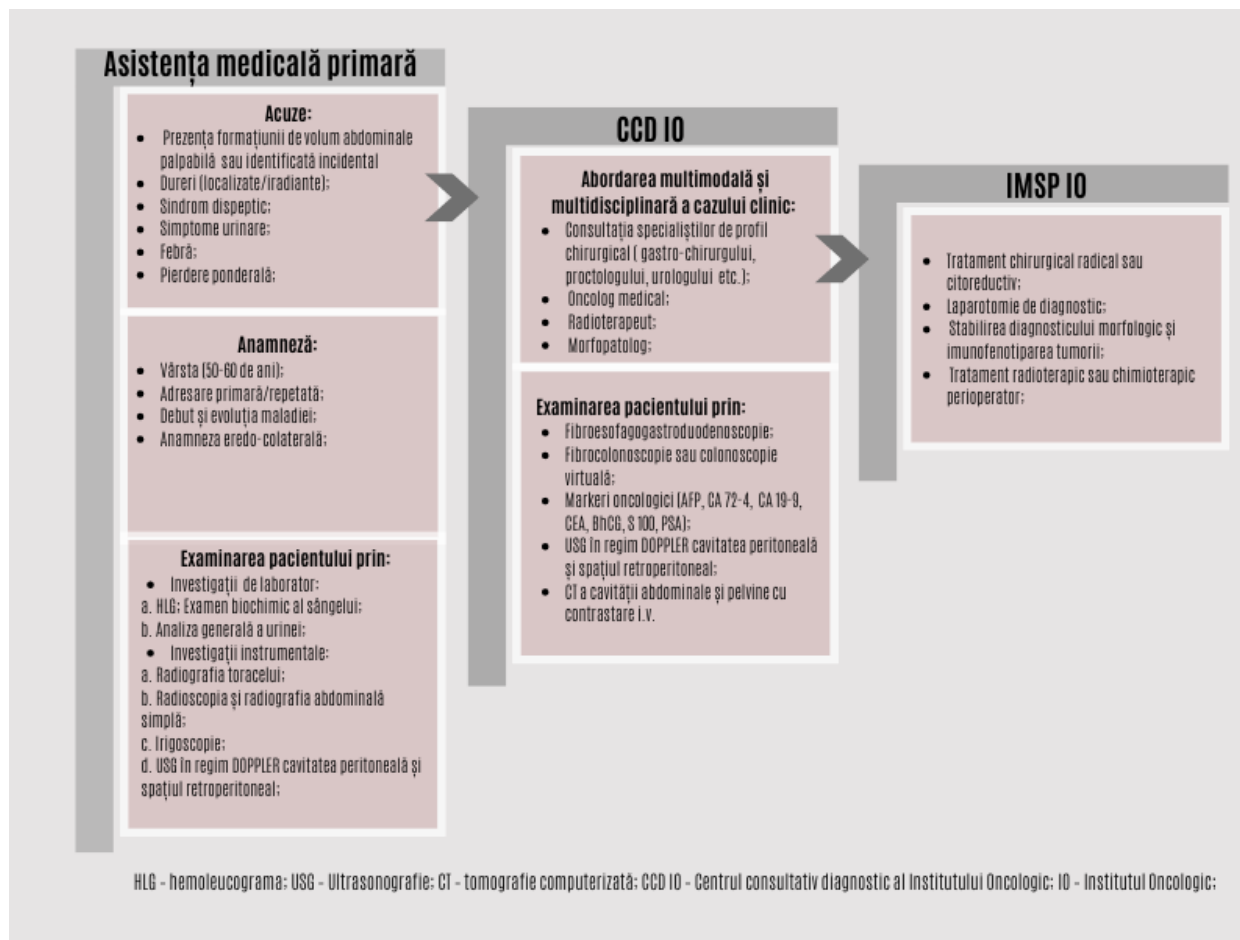 Asistența medicală primară
Acuze:
• Prezența formațiunii de volum abdominale
palpabilă sau identificată incidental
• Dureri (localizate/iradiante);
• Sindrom dispeptic;
• Simptome urinare;
• Febră;
• Pierdere ponderală;
Anamneză:
• Vârsta (50-60 de ani);
• Adresare primară/repetată;
• Debut și evoluția maladiei;
• Anamneza eredo-colaterală;
Examinarea pacientului prin:
• Investigații de laborator:
a. HLG; Examen biochimic al sângelui;
b. Analiza generală a urinei;
• Investigații instrumentale:
a. Radiografia toracelui;
b. Radioscopia și radiografia abdominală
simplă;
c. Irigoscopie;
d. USG în regim DOPPLER cavitatea peritoneală și
spațiul retroperitoneal;
CCD IO
Abordarea multimodală și
multidisciplinară a cazului clinic:
• Consultația specialiștilor de profil
chirurgical ( gastro-chirurgului,
proctologului, urologului etc.);
• Oncolog medical;
• Radioterapeut;
• Morfopatolog;
Examinarea pacientului prin:
• Fibroesofagogastroduodenoscopie;
• Fibrocolonoscopie sau colonoscopie
virtuală;
• Markeri oncologici (AFP, CA 72-4, CA 19-9,
CEA, BhCG, S 100, PSA);
• USG în regim DOPPLER cavitatea peritoneală
și spațiul retroperitoneal;
• CT a cavității abdominale și pelvine cu
contrastare i.v.
IMSP IO
• Tratament chirurgical radical sau
citoreductiv;
• Laparotomie de diagnostic;
• Stabilirea diagnosticului morfologic și
imunofenotiparea tumorii;
• Tratament radioterapic sau chimioterapic
perioperator;
HLG - hemoleucograma; USG - Ultrasonografie; CT - tomografie computerizată; CCD IO - Centrul consultativ diagnostic al Institutului Oncologic; IO - Institutul Oncologic;